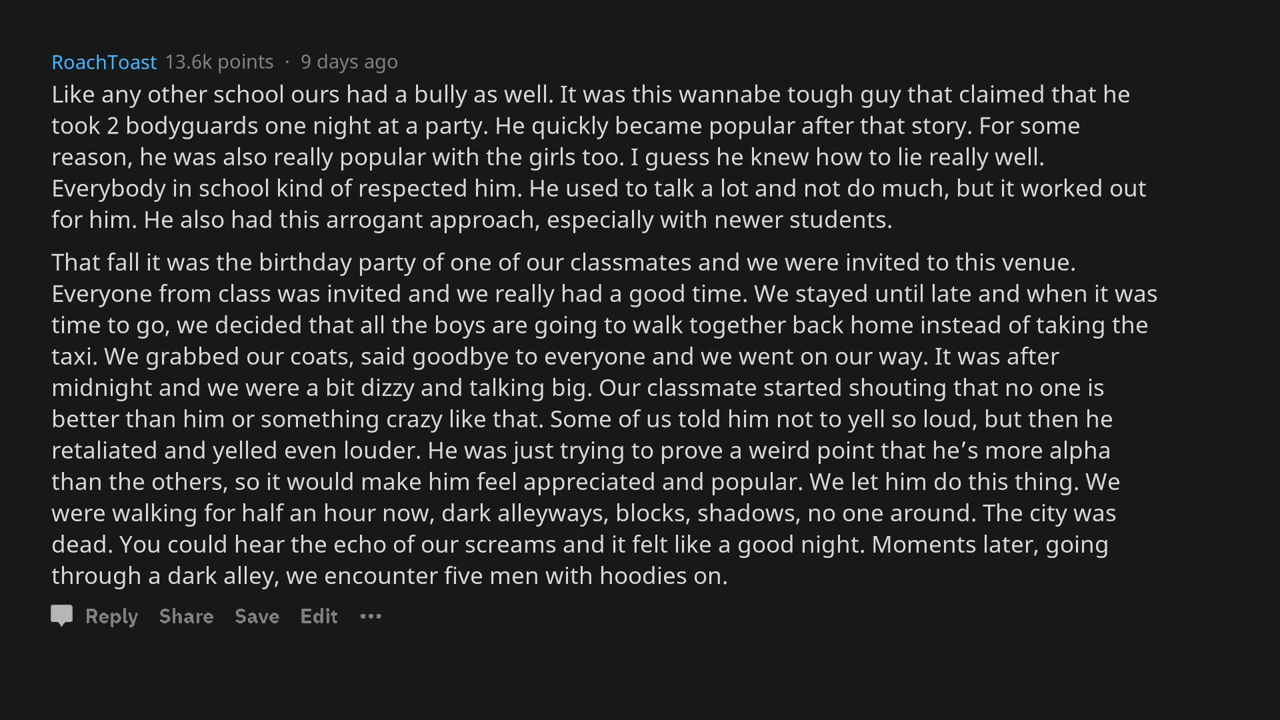 RoachToast 13.6k points · 9 days ago
Like any other school ours had a bully as well. It was this wannabe tough guy that claimed that he
took 2 bodyguards one night at a party. He quickly became popular after that story. For some
reason, he was also really popular with the girls too. I guess he knew how to lie really well.
Everybody in school kind of respected him. He used to talk a lot and not do much, but it worked out
for him. He also had this arrogant approach, especially with newer students.
That fall it was the birthday party of one of our classmates and we were invited to this venue.
Everyone from class was invited and we really had a good time. We stayed until late and when it was
time to go, we decided that all the boys are going to walk together back home instead of taking the
taxi. We grabbed our coats, said goodbye to everyone and we went on our way. It was after
midnight and we were a bit dizzy and talking big. Our classmate started shouting that no one is
better than him or something crazy like that. Some of us told him not to yell so loud, but then he
retaliated and yelled even louder. He was just trying to prove a weird point that he’s more alpha
than the others, so it would make him feel appreciated and popular. We let him do this thing. We
were walking for half an hour now, dark alleyways, blocks, shadows, no one around. The city was
dead. You could hear the echo of our screams and it felt like a good night. Moments later, going
through a dark alley, we encounter five men with hoodies on.
Reply Share Save Edit •••